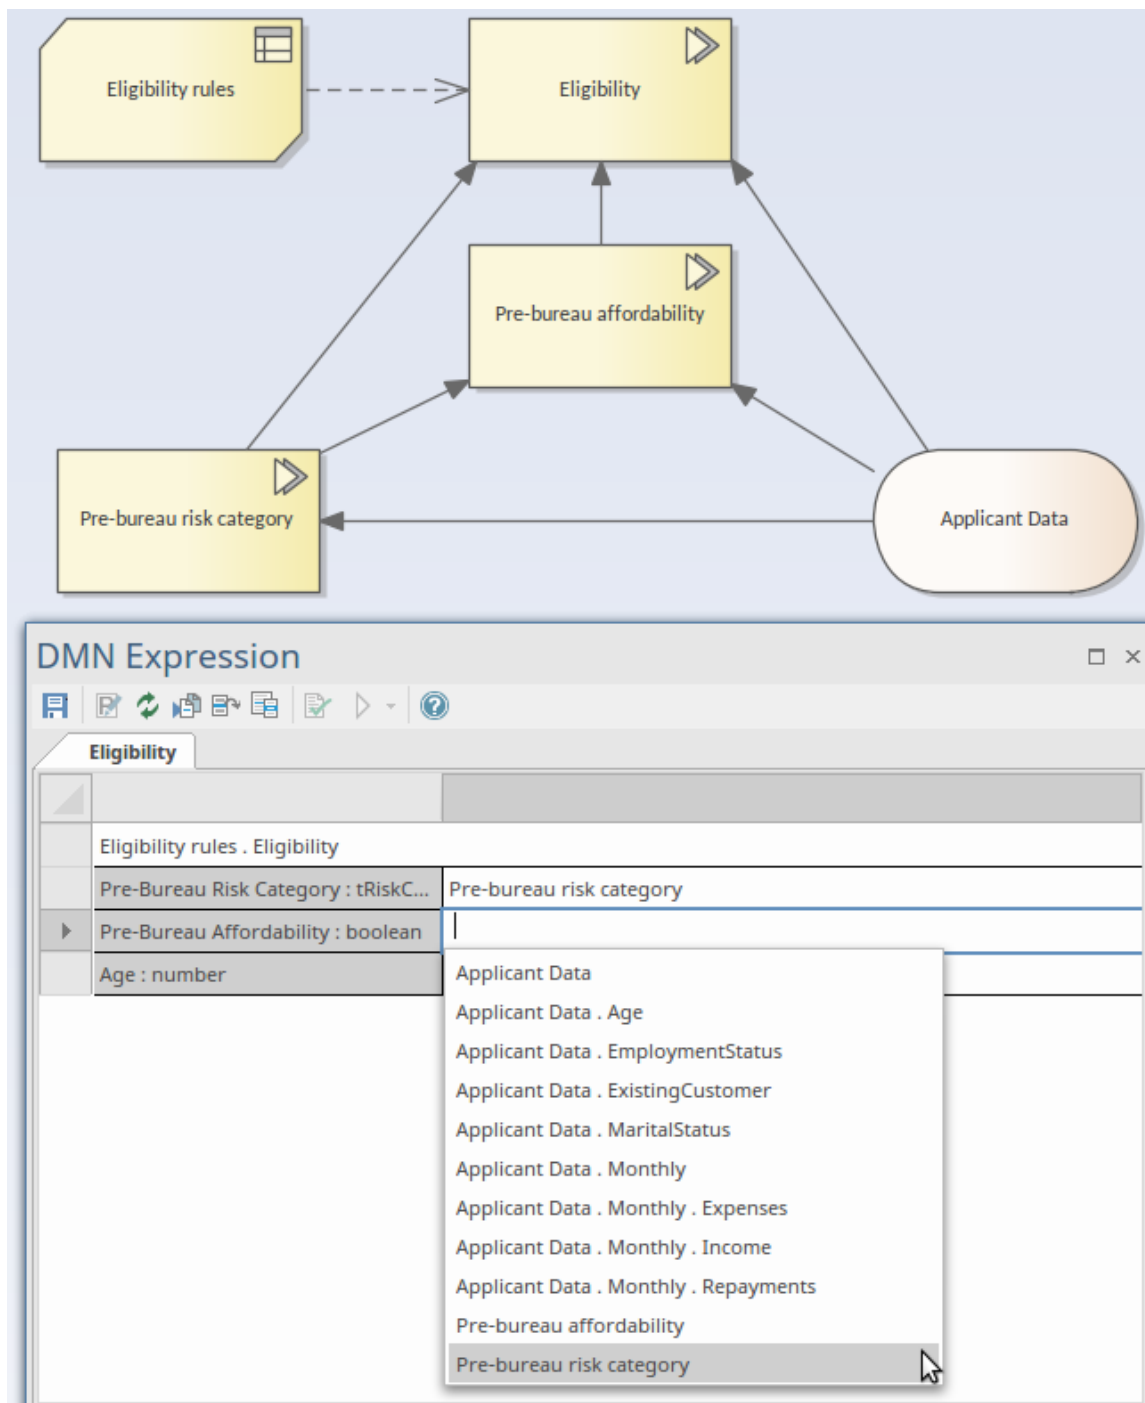 Eligibility rules
Eligibility
Pre-bureau affordability
Pre-bureau risk category
Applicant Data
DMN Expression
Eligibility
Eligibility rules . Eligibility
Pre-Bureau Risk Category : tRiskC... Pre-bureau risk category
Pre-Bureau Affordability : boolean
Age : number
Applicant Data
Applicant Data . Age
Applicant Data . EmploymentStatus
Applicant Data . ExistingCustomer
Applicant Data . MaritalStatus
Applicant Data . Monthly
Applicant Data . Monthly . Expenses
Applicant Data . Monthly . Income
Applicant Data . Monthly . Repayments
Pre-bureau affordability
Pre-bureau risk category